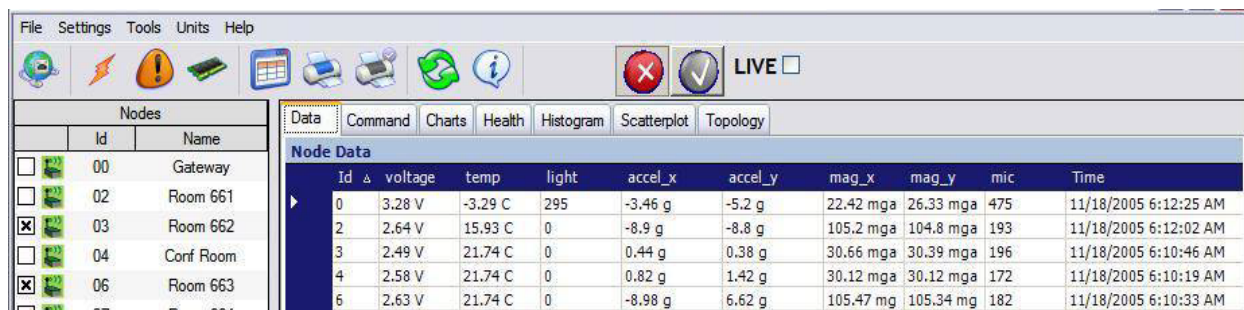 File Settings Tools Units Help
LIVE
Nodes
Id Name
00 Gateway
02 Room 661
03 Room 662
04 Conf Room
06 Room 663
Data Command Charts Health Histogram Scatterplot Topology
Node Data
Id voltage temp light accel_x accel_y mag_x mag_y mic Time
0 3.28 V -3.29 C 295 -3.46 g -5.2 g 22.42 mga 26.33 mga 475 11/18/2005 6:12:25 AM
2 2.64 V 15.93 C 0 -8.9 g -8.8 g 105.2 mga 104.8 mga 193 11/18/2005 6:12:02 AM
3 2.49 V 21.74 C 0 0.44 g 0.38 g 30.66 mga 30.39 mga 196 11/18/2005 6:10:46 AM
4 2.58 V 21.74 C 0 0.82 g 1.42 g 30.12 mga 30.12 mga 172 11/18/2005 6:10:19 AM
6 2.63 V 21.74 C 0 -8.98 g 6.62 g 105.47 mg 105.34 mg 182 11/18/2005 6:10:33 AM